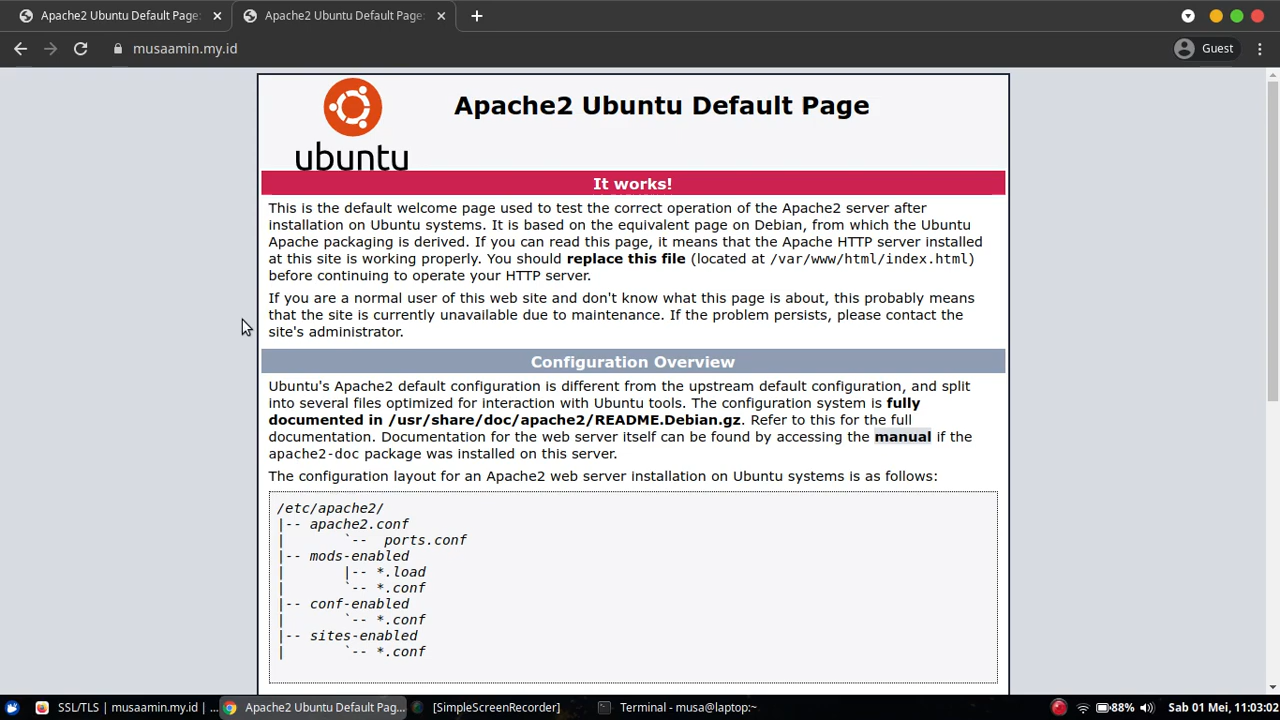 Apache2 Ubuntu Default Page:
Apache2 Ubuntu Default Page:
musaamin.my.id
Guest
ubuntu
Apache2 Ubuntu Default Page
It works!
This is the default welcome page used to test the correct operation of the Apache2 server after
installation on Ubuntu systems. It is based on the equivalent page on Debian, from which the Ubuntu
Apache packaging is derived. If you can read this page, it means that the Apache HTTP server installed
at this site is working properly. You should replace this file (located at /var/www/html/index.html)
before continuing to operate your HTTP server.
If you are a normal user of this web site and don't know what this page is about, this probably means
that the site is currently unavailable due to maintenance. If the problem persists, please contact the
site's administrator.
Configuration Overview
Ubuntu's Apache2 default configuration is different from the upstream default configuration, and split
into several files optimized for interaction with Ubuntu tools. The configuration system is fully
documented in /usr/share/doc/apache2/README.Debian.gz. Refer to this for the full
documentation. Documentation for the web server itself can be found by accessing the manual if the
apache2-doc package was installed on this server.
The configuration layout for an Apache2 web server installation on Ubuntu systems is as follows:
/etc/apache2/
|-- apache2.conf
|       `--  ports.conf
|-- mods-enabled
|       |-- *.load
|       `-- *.conf
|-- conf-enabled
|       `-- *.conf
|-- sites-enabled
|       `-- *.conf
SSL/TLS | musaamin.my.id | ...
Apache2 Ubuntu Default Pag...
[SimpleScreenRecorder]
Terminal - musa@laptop:~
88%
Sab 01 Mei, 11:03:02